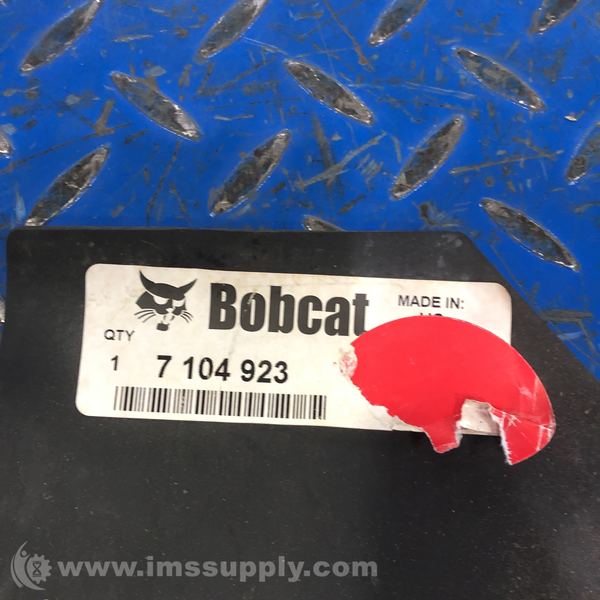 Bobcat
MADE IN:
QTY
1 7 104 923
www.imssupply.com